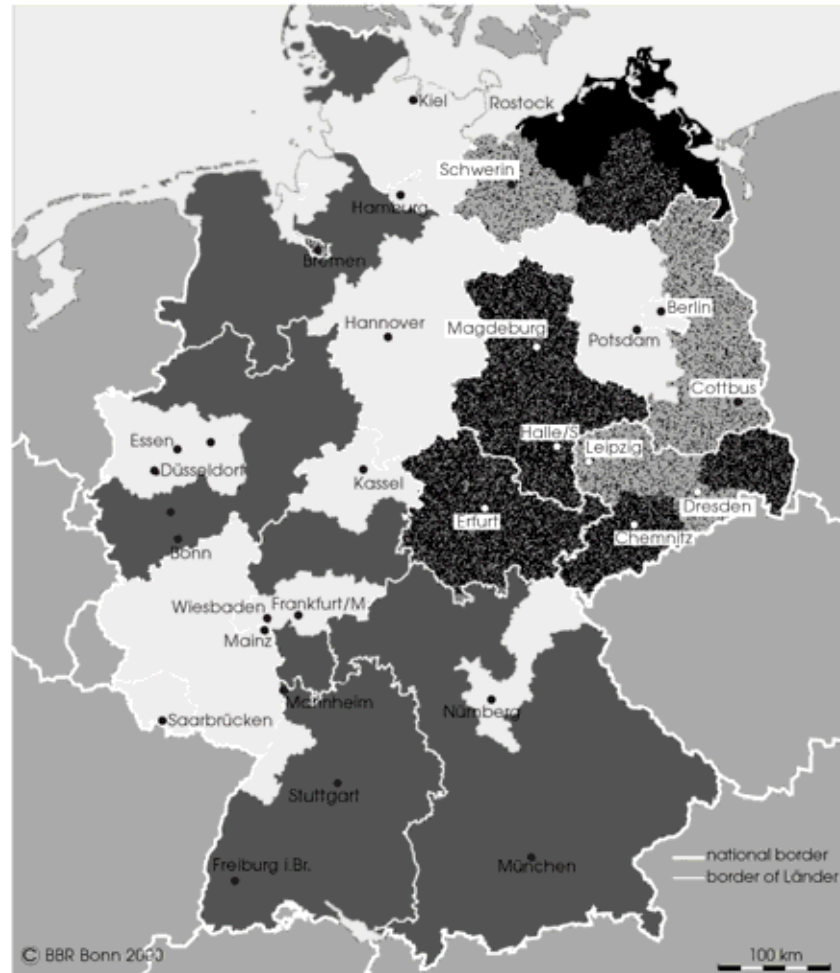 Kiel
Rostock
Schwerin
Hamburg
Bremen
Berlin
Hannover
Magdeburg
Potsdam
Cottbus
Essen
Halle/S
Leipzig
Düsseldorf
Kassel
Dresden
Erfurt
Chemnitz
Bonn
Wiesbaden
Frankfurt/M.
Mainz
Mannheim
Nürnberg
Saarbrücken
Stuttgart
München
Freiburg i.Br.
national border
border of Länder
© BBR Bonn 2000
100 km